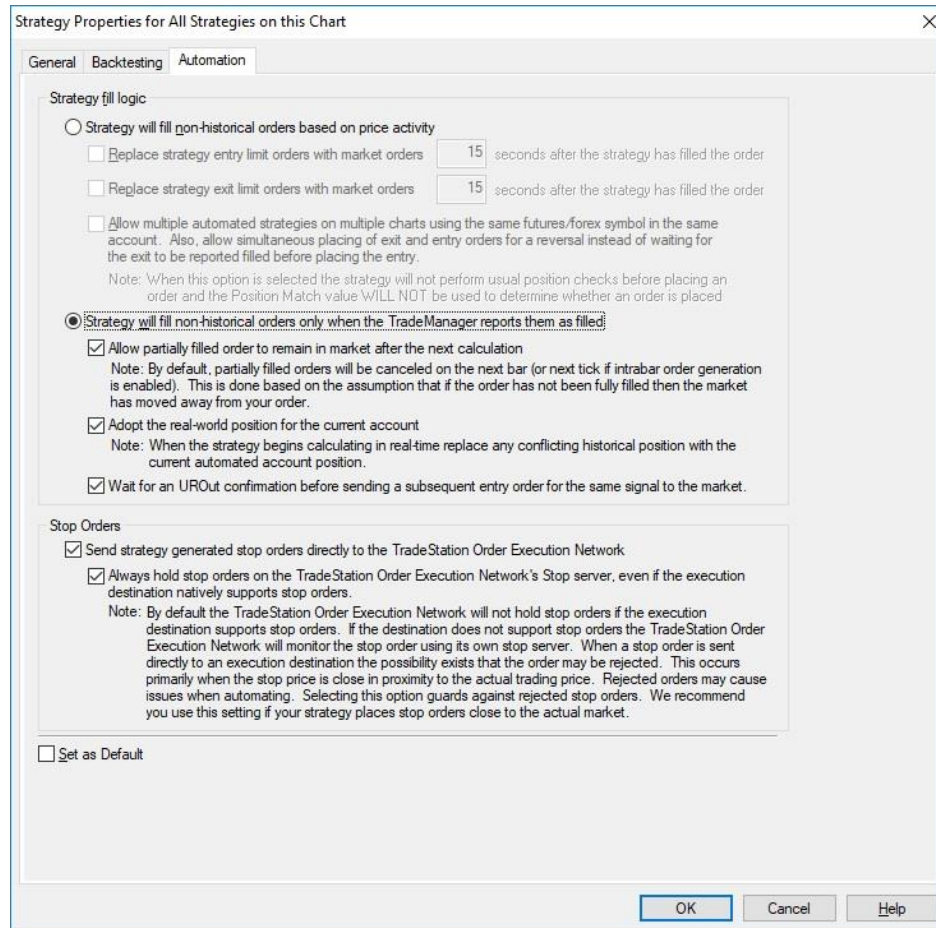 Strategy Properties for All Strategies on this Chart
General Backtesting Automation
Strategy fill logic
Strategy will fill non-historical orders based on price activity
Replace strategy entry limit orders with market orders 15 seconds after the strategy has filled the order
Replace strategy exit limit orders with market orders 15 seconds after the strategy has filled the order
Allow multiple automated strategies on multiple charts using the same futures/forex symbol in the same
account. Also, allow simultaneous placing of exit and entry orders for a reversal instead of waiting for
the exit to be reported filled before placing the entry.
Note: When this option is selected the strategy will not perform usual position checks before placing an
order and the Position Match value WILL NOT be used to determine whether an order is placed
Strategy will fill non-historical orders only when the TradeManager reports them as filled
Allow partially filled order to remain in market after the next calculation
Note: By default, partially filled orders will be canceled on the next bar (or next tick if intrabar order generation
is enabled). This is done based on the assumption that if the order has not been fully filled then the market
has moved away from your order.
Adopt the real-world position for the current account
Note: When the strategy begins calculating in real-time replace any conflicting historical position with the
current automated account position.
Wait for an UROut confirmation before sending a subsequent entry order for the same signal to the market.
Stop Orders
Send strategy generated stop orders directly to the TradeStation Order Execution Network
Always hold stop orders on the TradeStation Order Execution Network's Stop server, even if the execution
destination natively supports stop orders.
Note: By default the TradeStation Order Execution Network will not hold stop orders if the execution
destination supports stop orders. If the destination does not support stop orders the TradeStation Order
Execution Network will monitor the stop order using its own stop server. When a stop order is sent
directly to an execution destination the possibility exists that the order may be rejected. This occurs
primarily when the stop price is close in proximity to the actual trading price. Rejected orders may cause
issues when automating. Selecting this option guards against rejected stop orders. We recommend
you use this setting if your strategy places stop orders close to the actual market.
Set as Default
OK Cancel Help